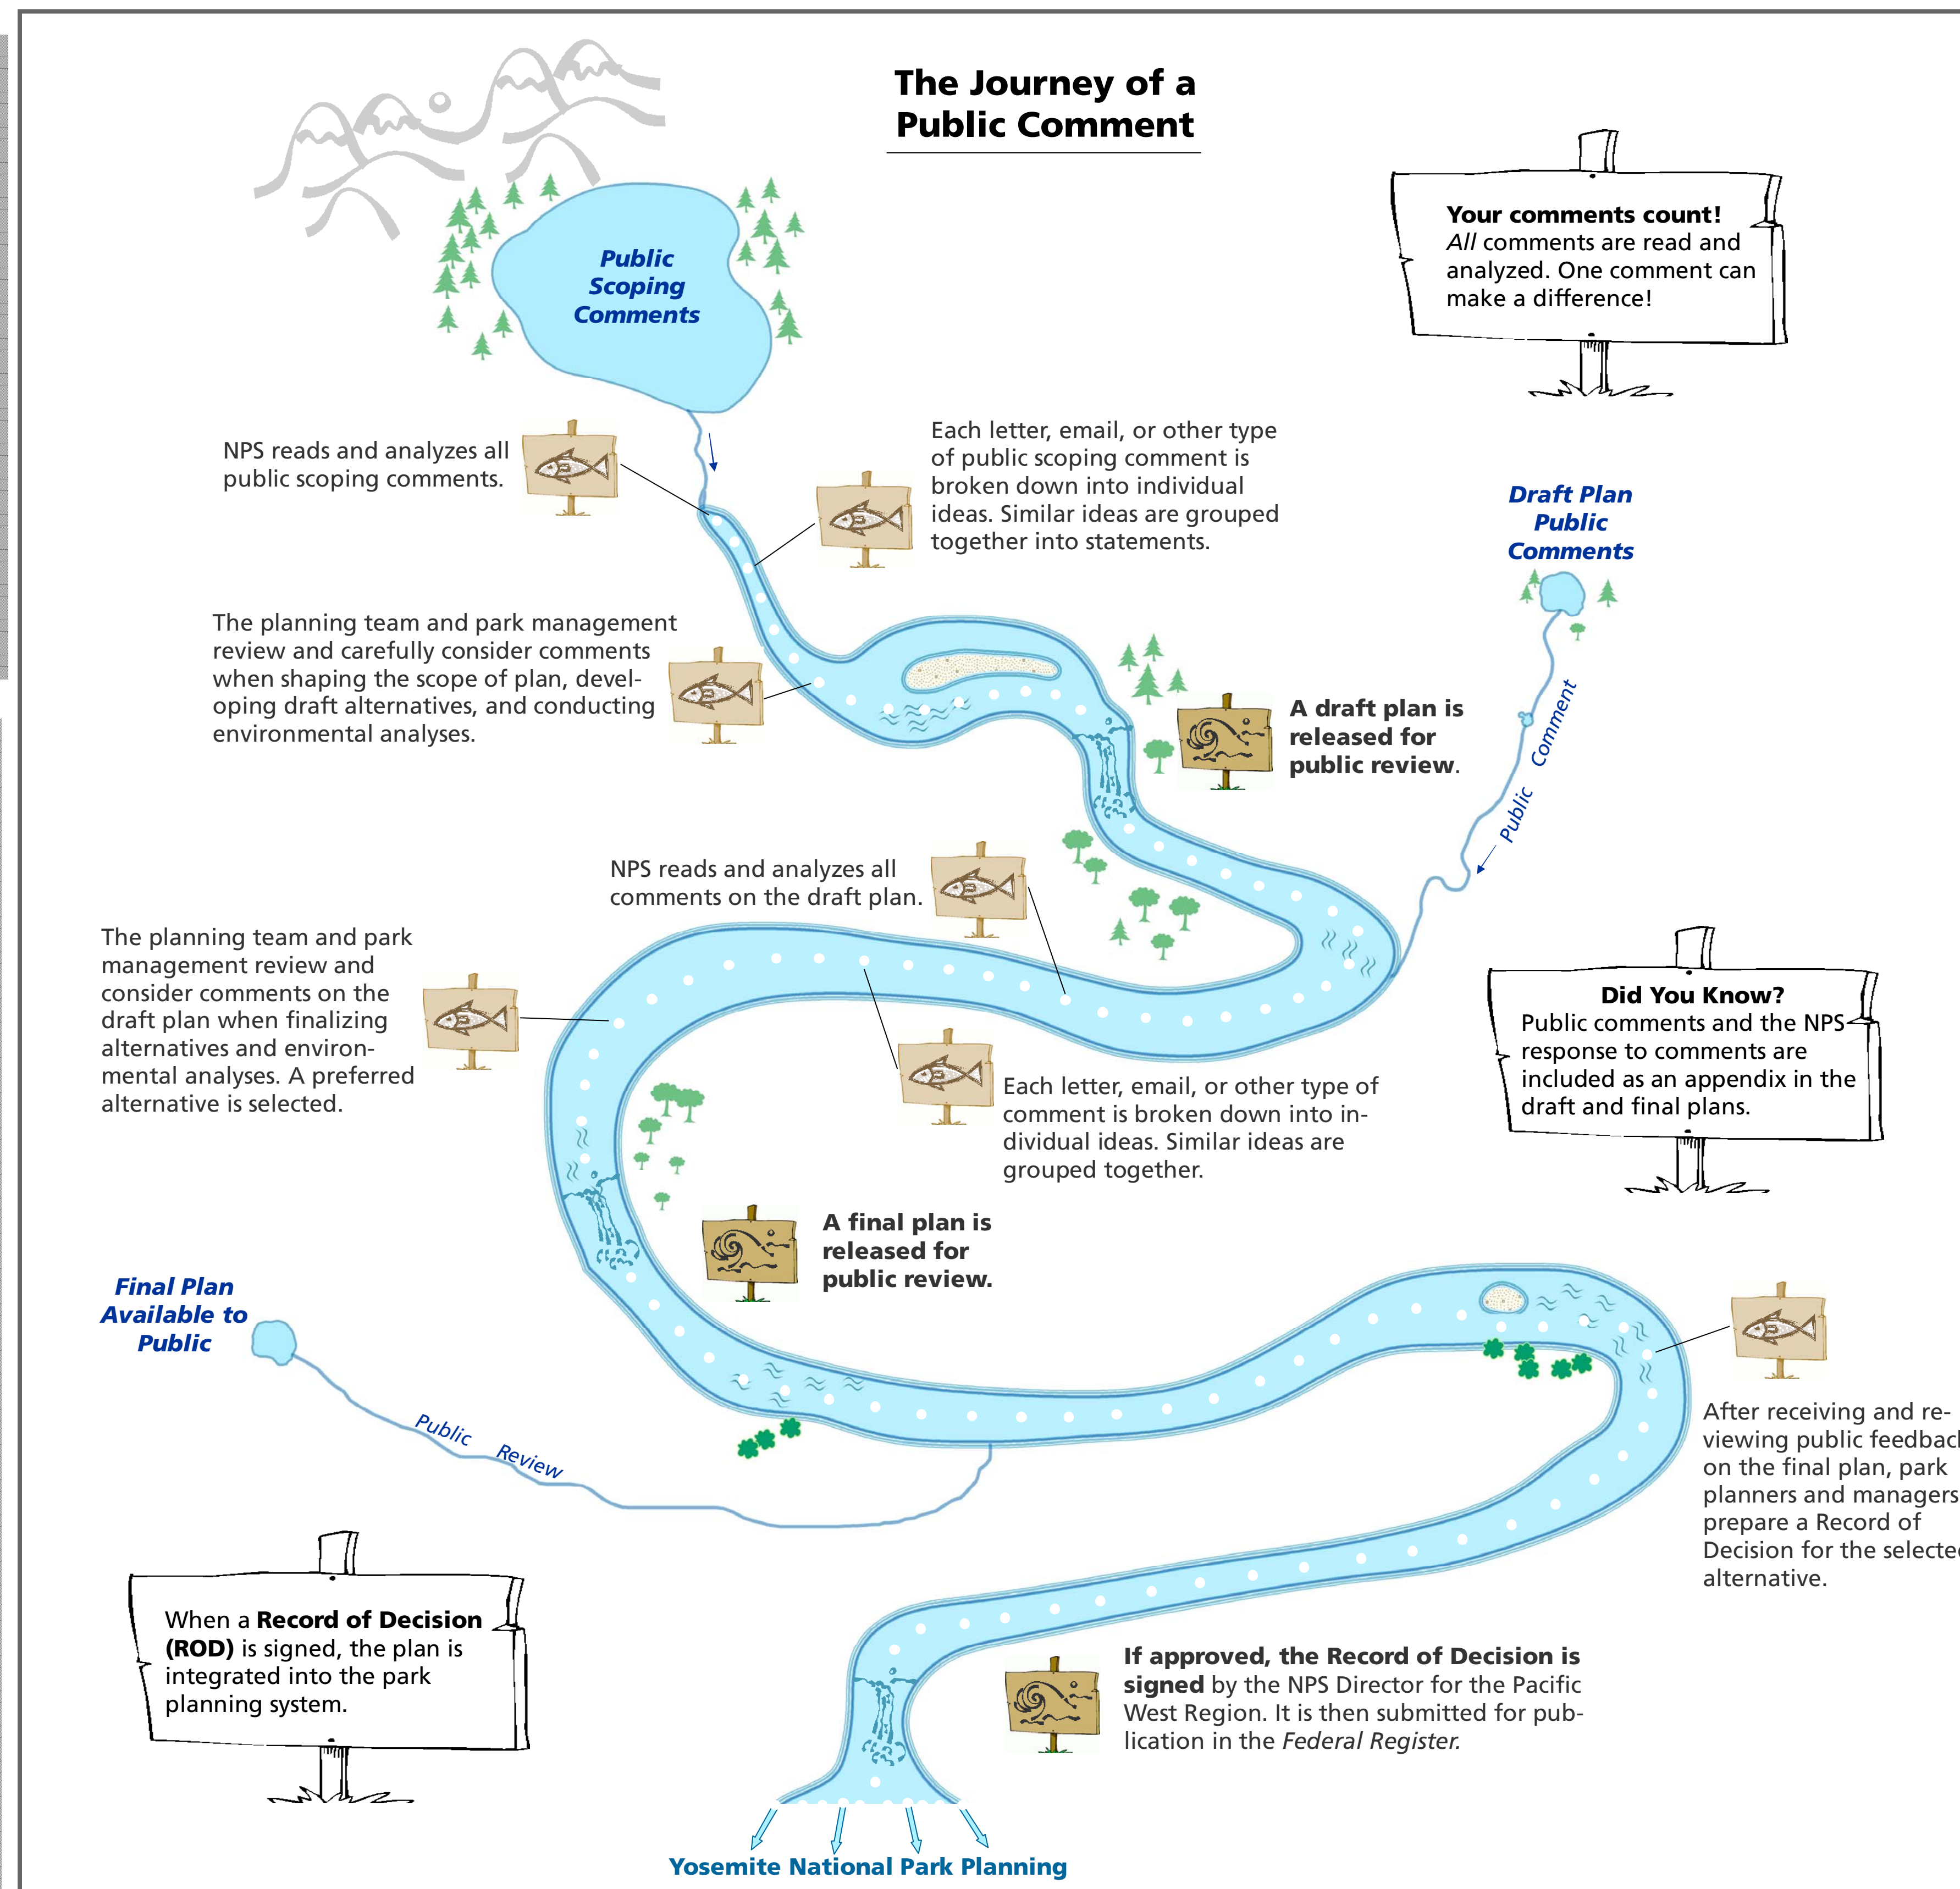 The Journey of a
Public Comment
Your comments count!
All comments are read and
analyzed. One comment can
make a difference!
Public
Scoping
Comments
NPS reads and analyzes all
public scoping comments.
Each letter, email, or other type
of public scoping comment is
broken down into individual
ideas. Similar ideas are grouped
together into statements.
Draft Plan
Public
Comments
The planning team and park management
review and carefully consider comments
when shaping the scope of plan, devel-
oping draft alternatives, and conducting
environmental analyses.
A draft plan is
released for
public review.
Public Comment
NPS reads and analyzes all
comments on the draft plan.
The planning team and park
management review and
consider comments on the
draft plan when finalizing
alternatives and environ-
mental analyses. A preferred
alternative is selected.
Did You Know?
Public comments and the NPS
response to comments are
included as an appendix in the
draft and final plans.
Each letter, email, or other type of
comment is broken down into in-
dividual ideas. Similar ideas are
grouped together.
A final plan is
released for
public review.
Final Plan
Available to
Public
Public Review
After receiving and re-
viewing public feedback
on the final plan, park
planners and managers
prepare a Record of
Decision for the selected
alternative.
When a Record of Decision
(ROD) is signed, the plan is
integrated into the park
planning system.
If approved, the Record of Decision is
signed by the NPS Director for the Pacific
West Region. It is then submitted for pub-
lication in the Federal Register.
Yosemite National Park Planning